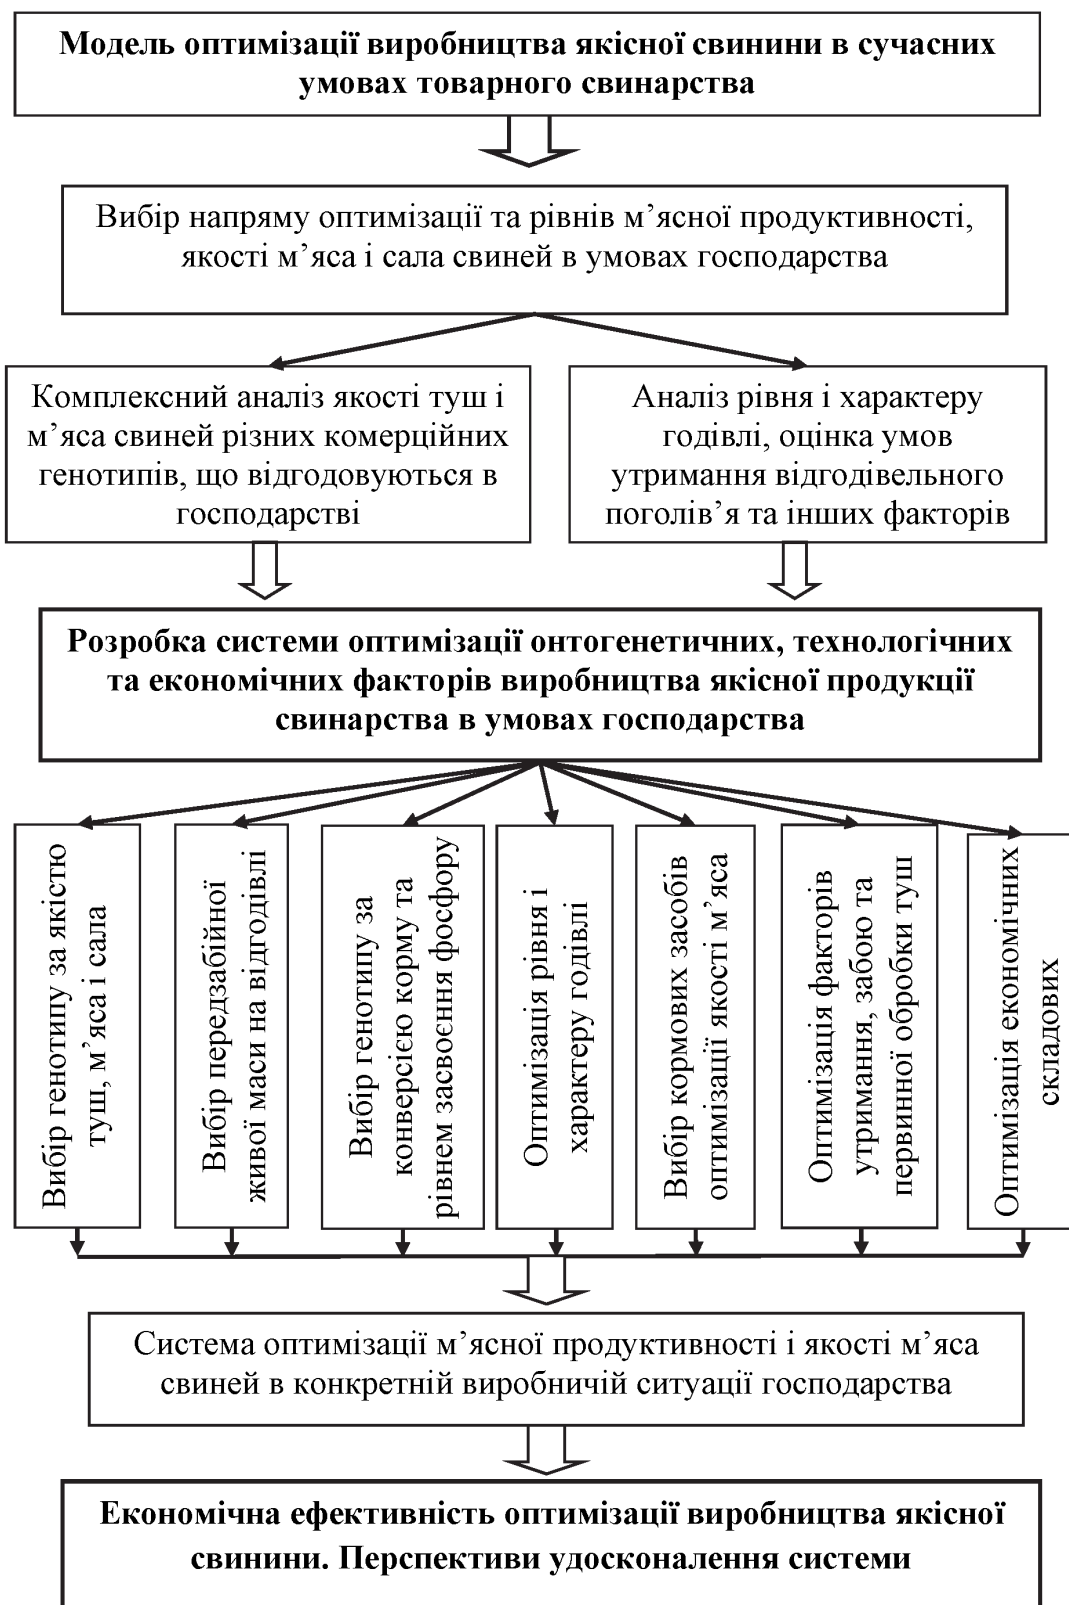 Модель оптимізації виробництва якісної свинини в сучасних
умовах товарного свинарства
Вибір напряму оптимізації та рівнів м’ясної продуктивності,
якості м’яса і сала свиней в умовах господарства
Комплексний аналіз якості туш і
м’яса свиней різних комерційних
генотипів, що відгодовуються в
господарстві
Аналіз рівня і характеру
годівлі, оцінка умов
утримання відгодівельного
поголів’я та інших факторів
Розробка системи оптимізації онтогенетичних, технологічних
та економічних факторів виробництва якісної продукції
свинарства в умовах господарства
Вибір генотипу за якістю
туш, м’яса і сала
Вибір передзабійної
живої маси на відгодівлі
Вибір генотипу за
конверсією корму та
рівнем засвоєння фосфору
Оптимізація рівня і
характеру годівлі
Вибір кормових засобів
оптимізації якості м’яса
Оптимізація факторів
утримання, забою та
первинної обробки туш
Оптимізація економічних
складових
Система оптимізації м’ясної продуктивності і якості м’яса
свиней в конкретній виробничій ситуації господарства
Економічна ефективність оптимізації виробництва якісної
свинини. Перспективи удосконалення системи